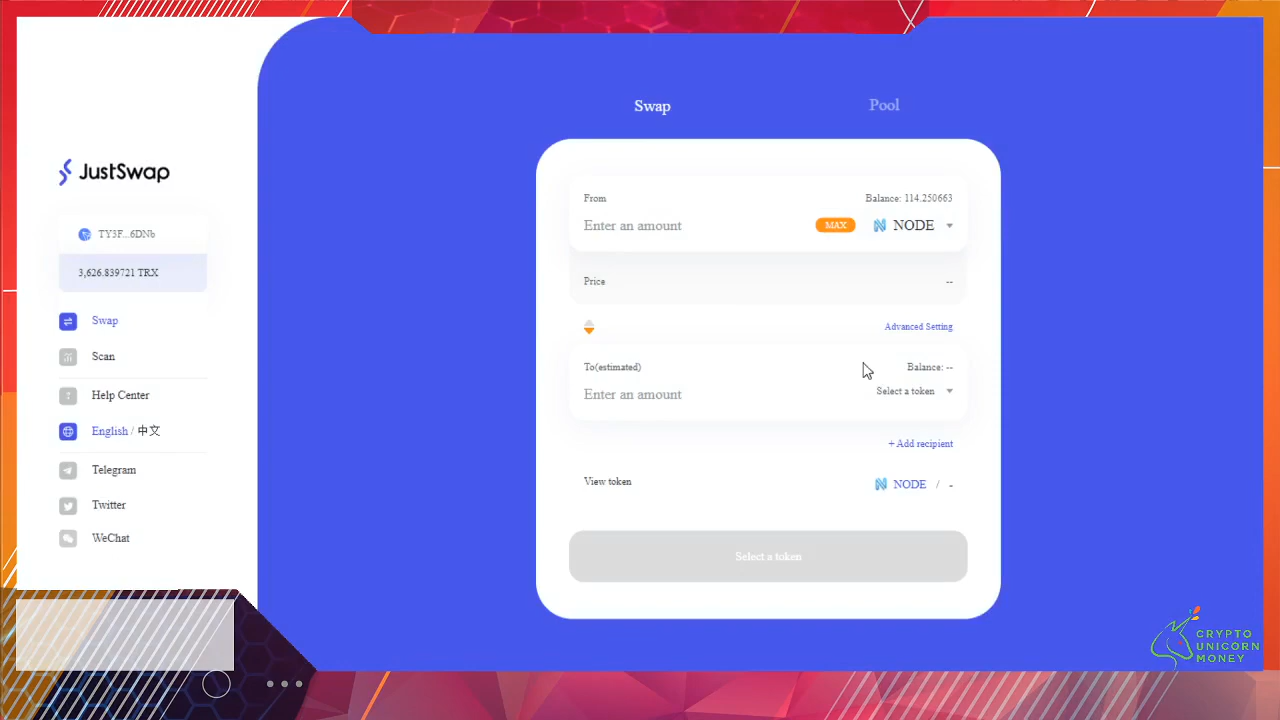 Swap
Pool
JustSwap
TY3F...6DNb
3,626.839721 TRX
Swap
Scan
Help Center
English / 中文
Telegram
Twitter
WeChat
From
Balance: 114.250663
Enter an amount
MAX
NODE
Price
--
Advanced Setting
To(estimated)
Balance: --
Enter an amount
Select a token
+ Add recipient
View token
NODE / -
Select a token
CRYPTO
UNICORN
MONEY